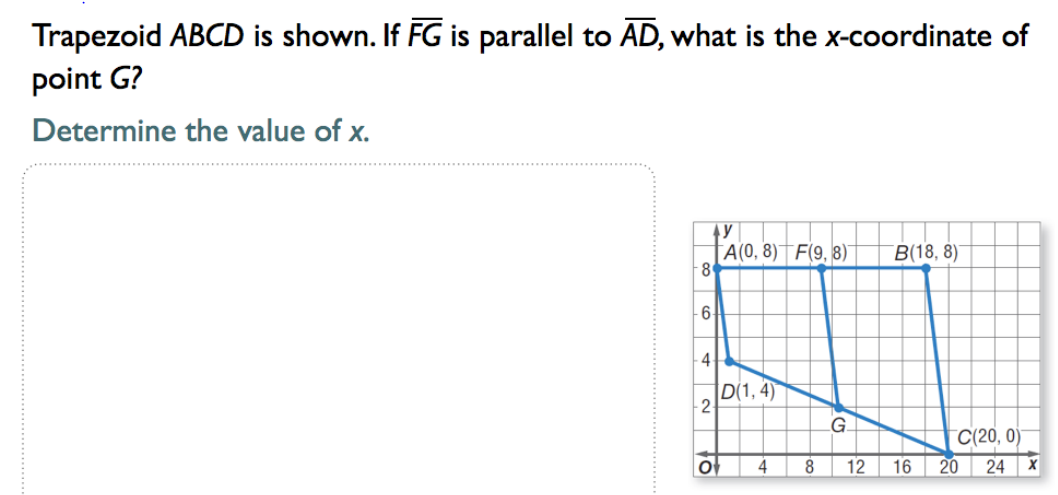 Trapezoid ABCD is shown. If F͞G is parallel to A͞D, what is the x-coordinate of
point G?
Determine the value of x.
y
A(0, 8) F(9, 8) B(18, 8)
8
6
4
D(1, 4)
2
G
C(20, 0)
O 4 8 12 16 20 24 x